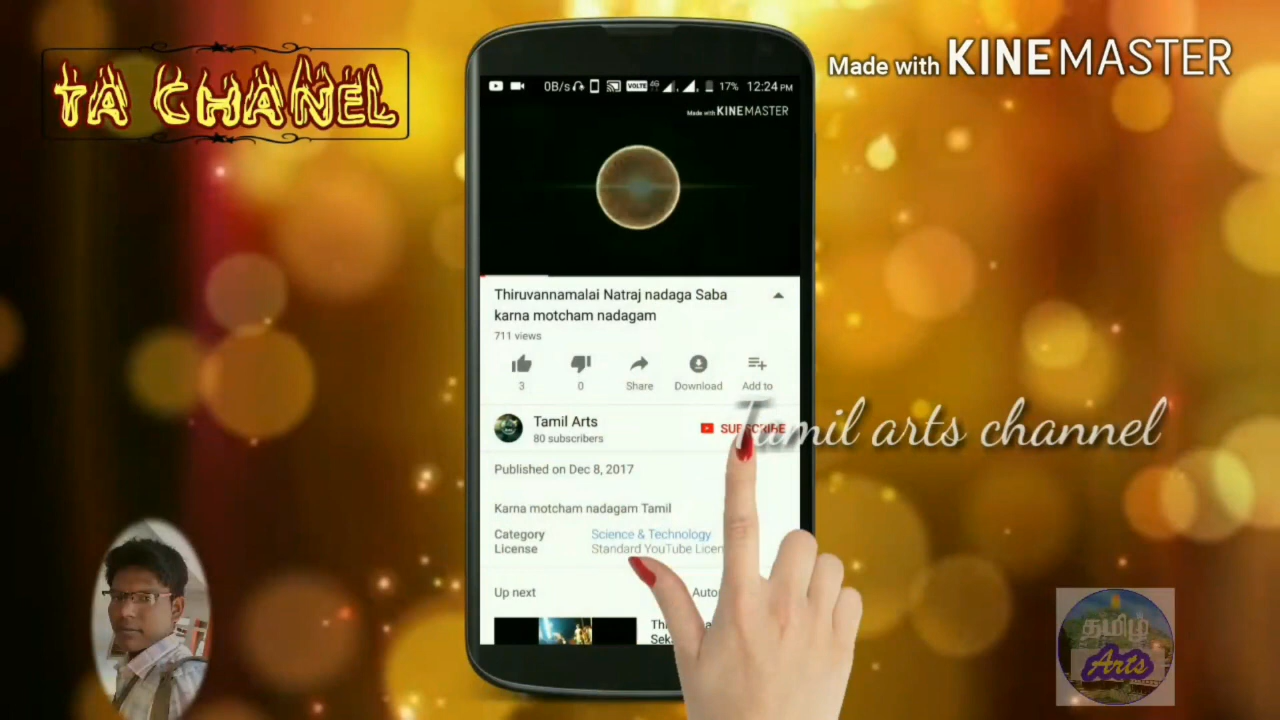 TA CHANEL
Made with KINEMASTER
0B/s VOLTE 4G 17% 12:24 PM
Made with KINEMASTER
Thiruvannamalai Natraj nadaga Saba
karna motcham nadagam
711 views
3 0 Share Download Add to
Tamil Arts
80 subscribers
SUBSCRIBE
Tamil arts channel
Published on Dec 8, 2017
Karna motcham nadagam Tamil
Category Science & Technology
License Standard YouTube Licen
Up next
தமிழ்
Arts